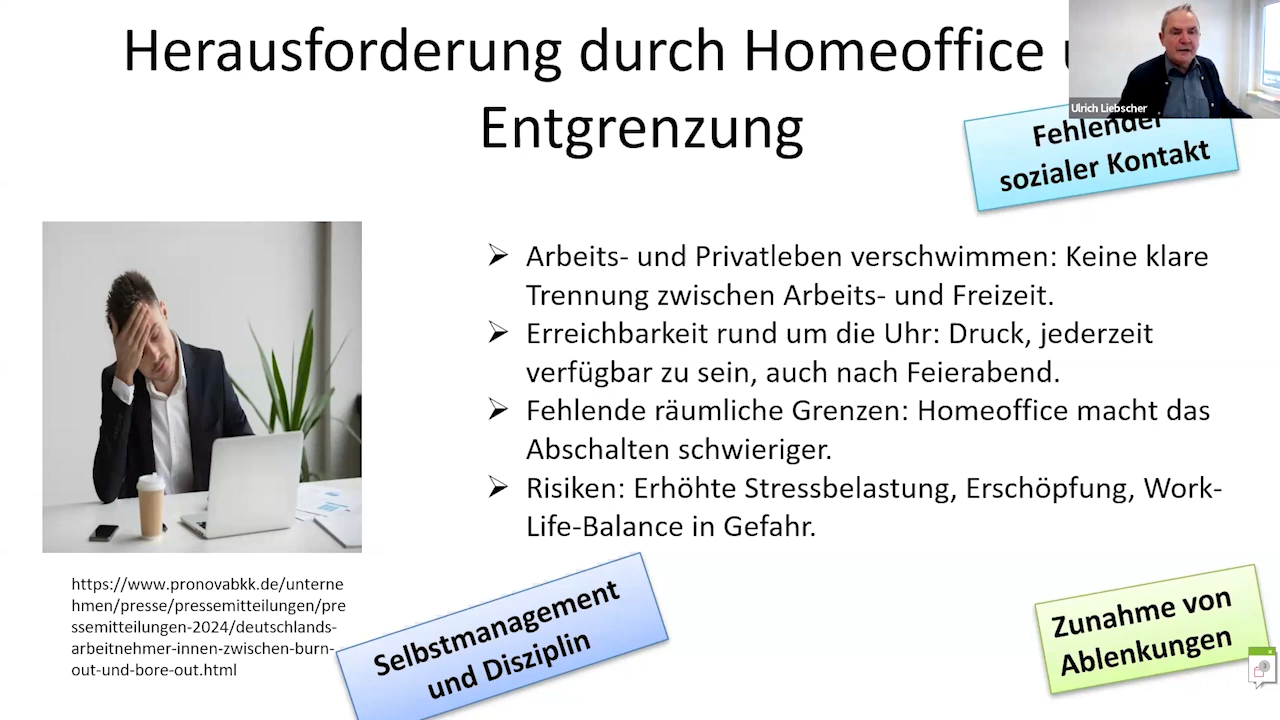 Herausforderung durch Homeoffice
Entgrenzung
Ulrich Liebscher
Fehlender
sozialer Kontakt
➢ Arbeits- und Privatleben verschwimmen: Keine klare
Trennung zwischen Arbeits- und Freizeit.
➢ Erreichbarkeit rund um die Uhr: Druck, jederzeit
verfügbar zu sein, auch nach Feierabend.
➢ Fehlende räumliche Grenzen: Homeoffice macht das
Abschalten schwieriger.
➢ Risiken: Erhöhte Stressbelastung, Erschöpfung, Work-
Life-Balance in Gefahr.
https://www.pronovabkk.de/unterne
hmen/presse/pressemitteilungen/pre
ssemitteilungen-2024/deutschlands-
arbeitnehmer-innen-zwischen-burn-
out-und-bore-out.html
Selbstmanagement
und Disziplin
Zunahme von
Ablenkungen